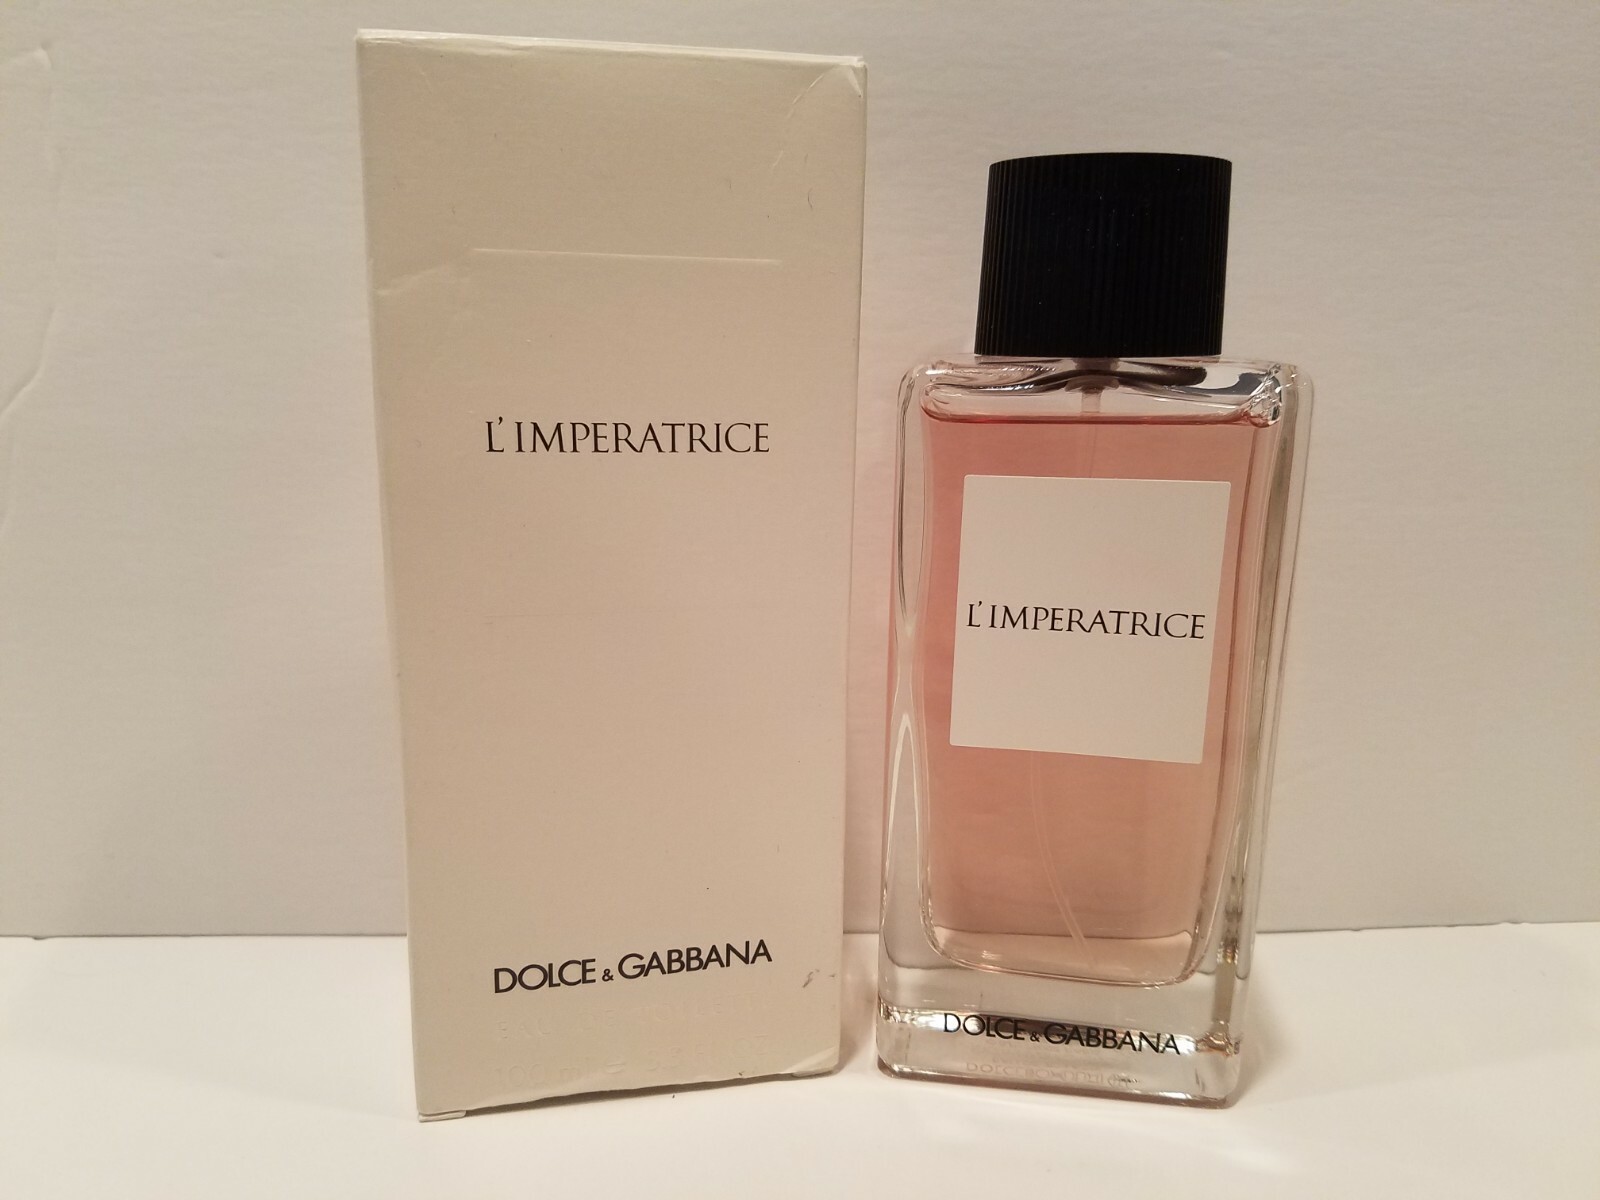 L'IMPERATRICE
DOLCE & GABBANA
L'IMPERATRICE
DOLCE & GABBANA